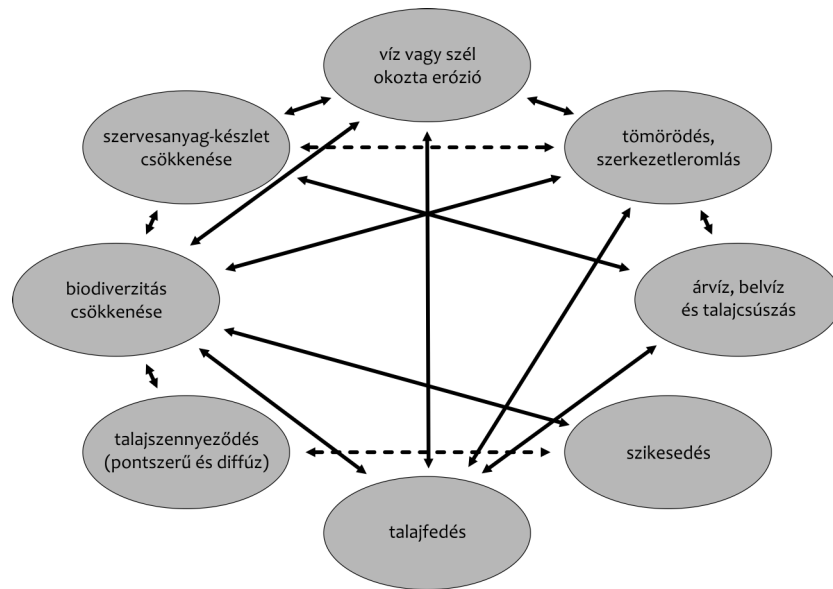 víz vagy szél
okozta erózió
szervesanyag-készlet
csökkenése
tömörödés,
szerkezetleromlás
biodiverzitás
csökkenése
árvíz, belvíz
és talajcsúszás
talajszennyeződés
(pontszerű és diffúz)
szikesedés
talajfedés